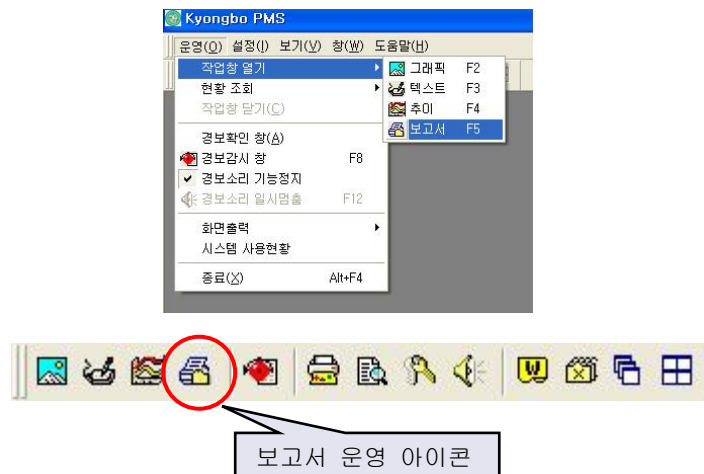 Kyongbo PMS
운영(O) 설정(I) 보기(V) 창(W) 도움말(H)
작업창 열기
현황 조회
작업창 닫기(C)
그래픽 F2
텍스트 F3
추이 F4
보고서 F5
경보확인 창(A)
경보감시 창 F8
경보소리 기능정지
경보소리 일시멈춤 F12
화면출력
시스템 사용현황
종료(X) Alt+F4
보고서 운영 아이콘